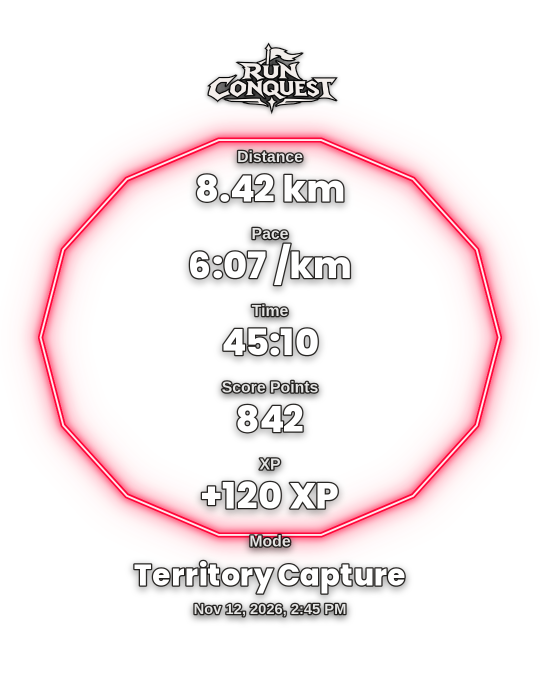 RUN
CONQUEST
Distance
8.42 km
Pace
6:07 /km
Time
45:10
Score Points
842
XP
+120 XP
Mode
Territory Capture
Nov 12, 2026, 2:45 PM